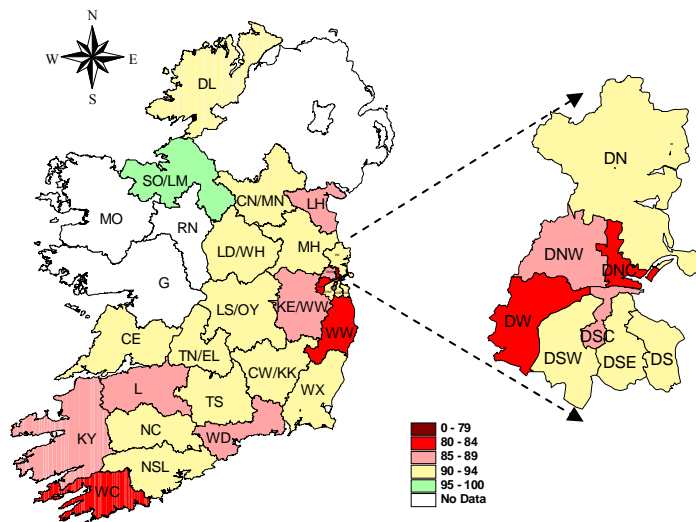 N
W E
S
DL
SO/LM
MO
RN
CN/MN
LH
LD/WH
MH
G
LS/OY
KE/WW
WW
CE
TN/EL
CW/KK
WX
L
TS
KY
NC
WD
NSL
WC
DN
DNW
DNC
DW
DSC
DSW
DSE
DS
0 - 79
80 - 84
85 - 89
90 - 94
95 - 100
No Data